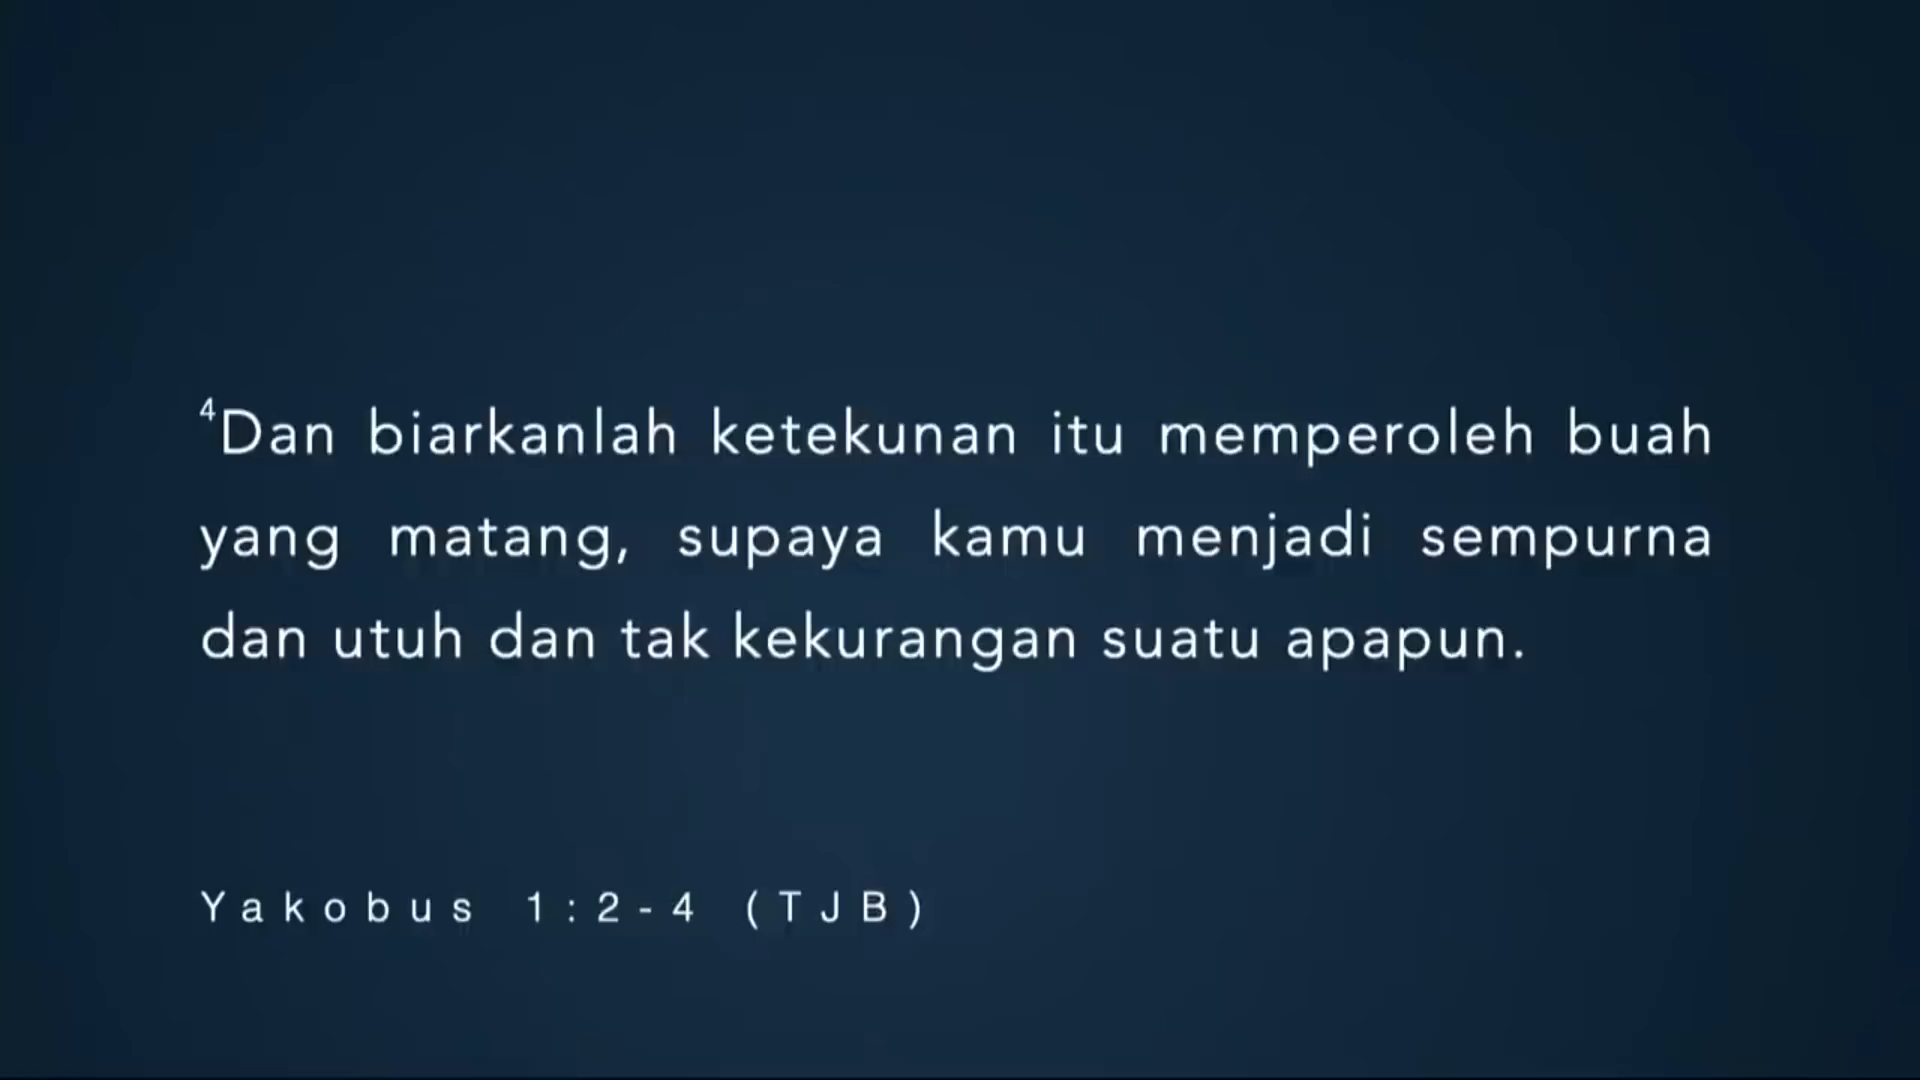 ⁴Dan biarkanlah ketekunan itu memperoleh buah
yang matang, supaya kamu menjadi sempurna
dan utuh dan tak kekurangan suatu apapun.
Yakobus 1:2-4 (TJB)